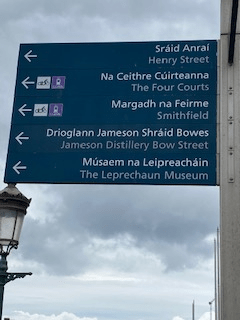 Sráid Anraí
Henry Street
Na Ceithre Cúirteanna
The Four Courts
Margadh na Feirme
Smithfield
Drioglann Jameson Shráid Bowes
Jameson Distillery Bow Street
Músaem na Leipreacháin
The Leprechaun Museum